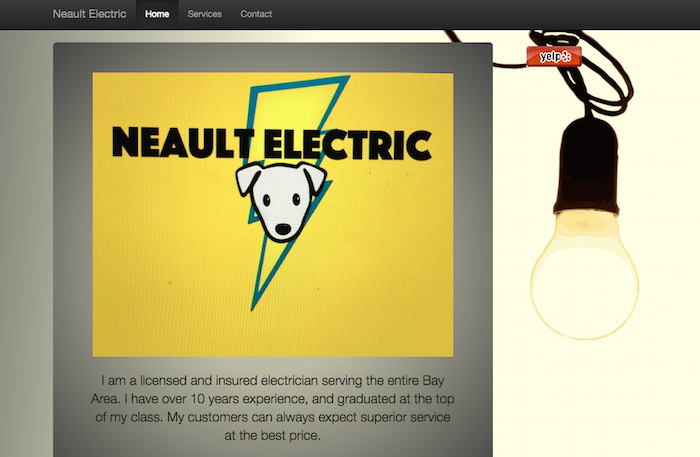 Neault Electric Home Services Contact
yelp
NEAULT ELECTRIC
I am a licensed and insured electrician serving the entire Bay
Area. I have over 10 years experience, and graduated at the top
of my class. My customers can always expect superior service
at the best price.